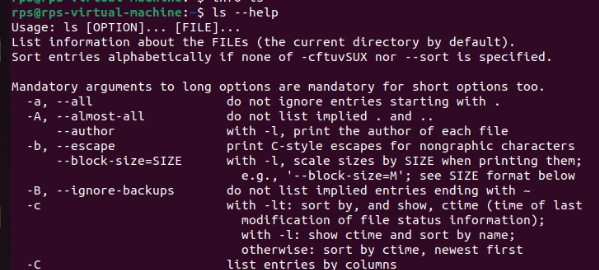 rps@rps-virtual-machine:~$ ls --help
Usage: ls [OPTION]... [FILE]...
List information about the FILEs (the current directory by default).
Sort entries alphabetically if none of -cftuvSUX nor --sort is specified.
Mandatory arguments to long options are mandatory for short options too.
-a, --all do not ignore entries starting with .
-A, --almost-all do not list implied . and ..
--author with -l, print the author of each file
-b, --escape print C-style escapes for nongraphic characters
--block-size=SIZE with -l, scale sizes by SIZE when printing them;
e.g., '--block-size=M'; see SIZE format below
-B, --ignore-backups do not list implied entries ending with ~
-c with -lt: sort by, and show, ctime (time of last
modification of file status information);
with -l: show ctime and sort by name;
otherwise: sort by ctime, newest first
-C list entries by columns